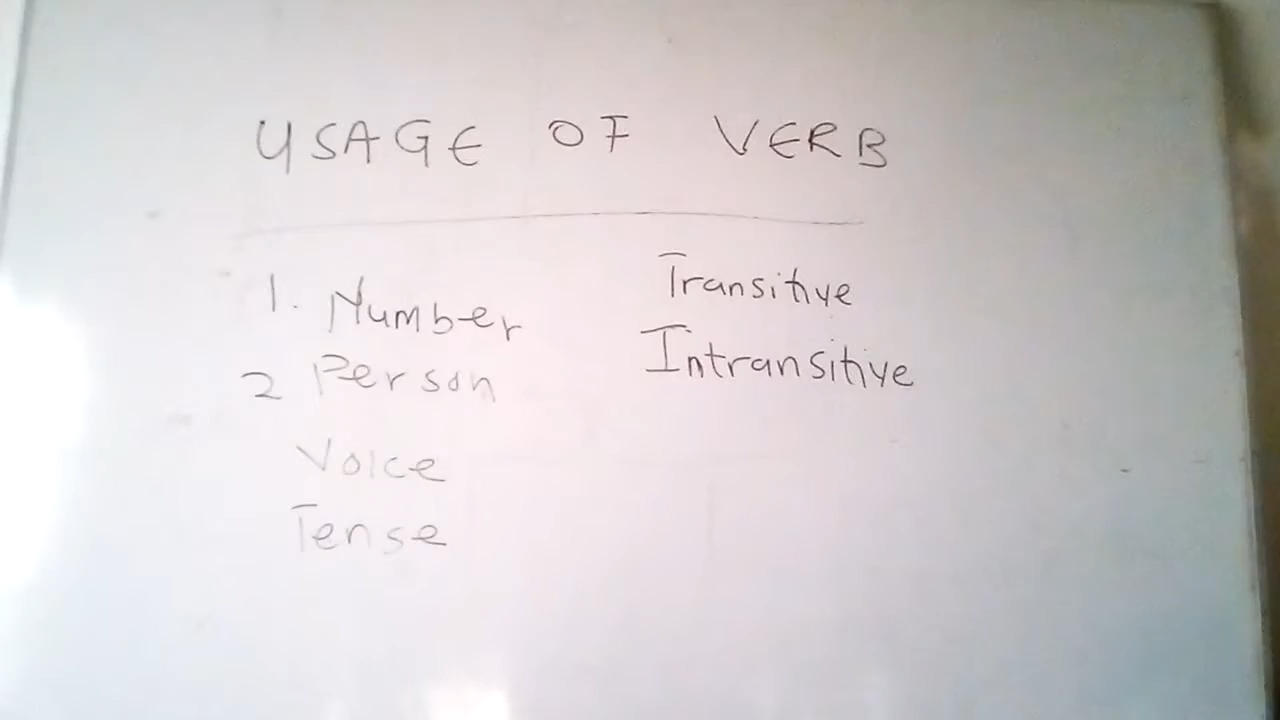 USAGE OF VERB
1. Number
2 Person
Voice
Tense
Transitive
Intransitive